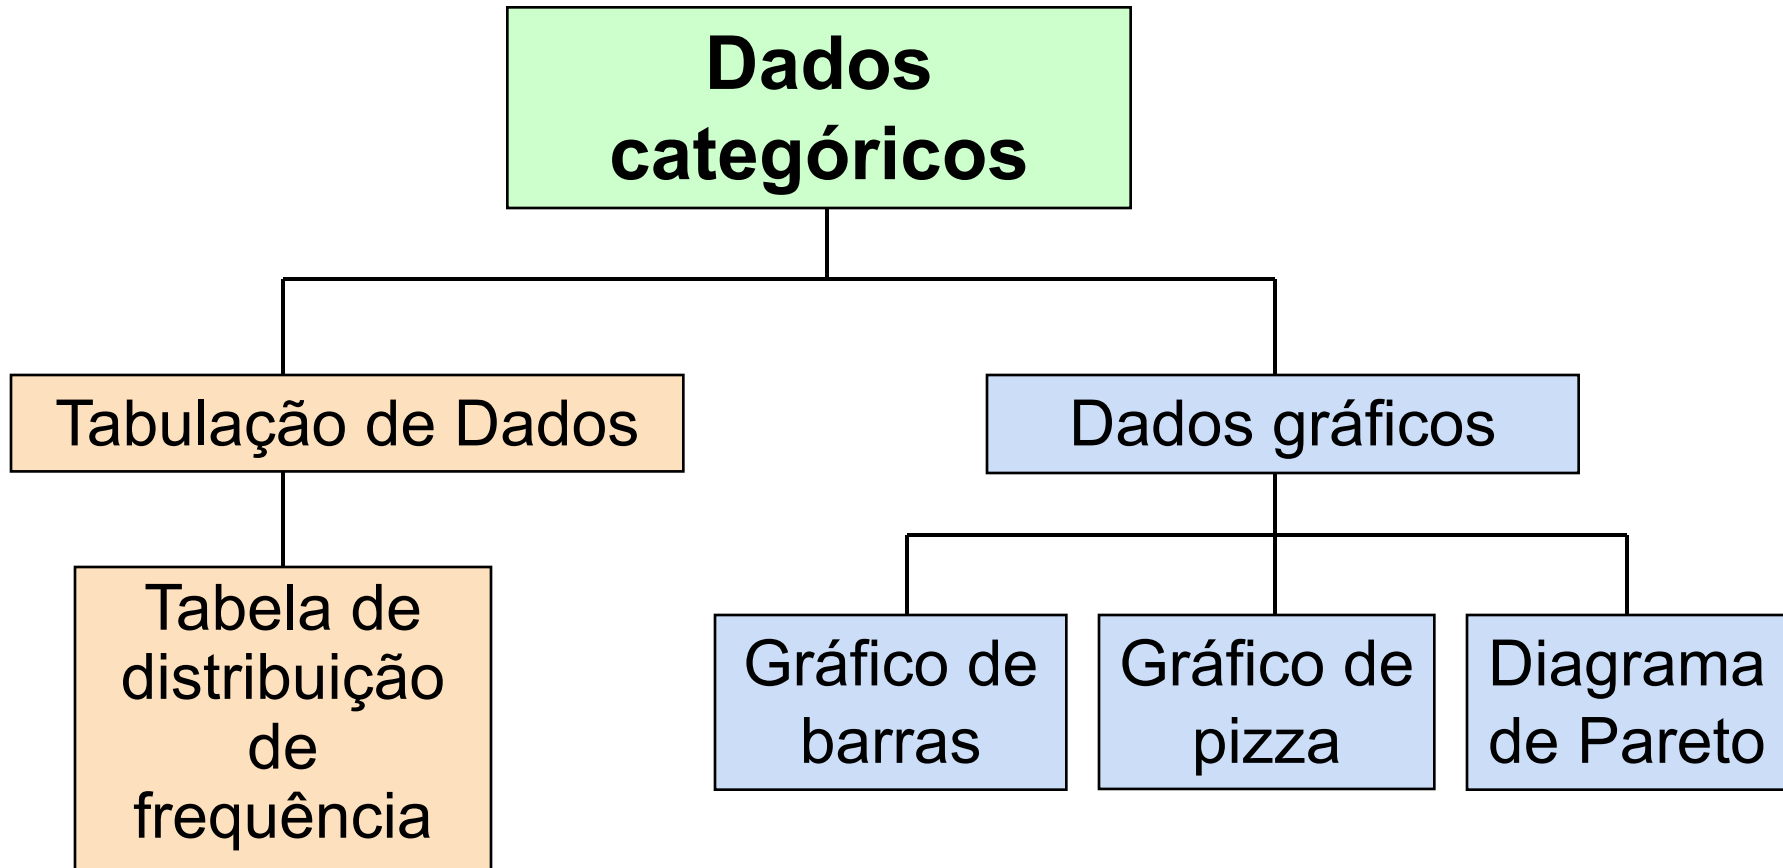 Dados
categóricos
Tabulação de Dados
Dados gráficos
Tabela de
distribuição
de
frequência
Gráfico de
barras
Gráfico de
pizza
Diagrama
de Pareto